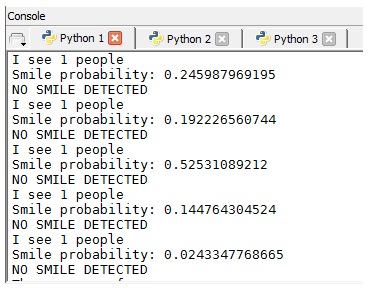 Console
Python 1 Python 2 Python 3
I see 1 people
Smile probability: 0.245987969195
NO SMILE DETECTED
I see 1 people
Smile probability: 0.192226560744
NO SMILE DETECTED
I see 1 people
Smile probability: 0.52531089212
NO SMILE DETECTED
I see 1 people
Smile probability: 0.144764304524
NO SMILE DETECTED
I see 1 people
Smile probability: 0.0243347768665
NO SMILE DETECTED